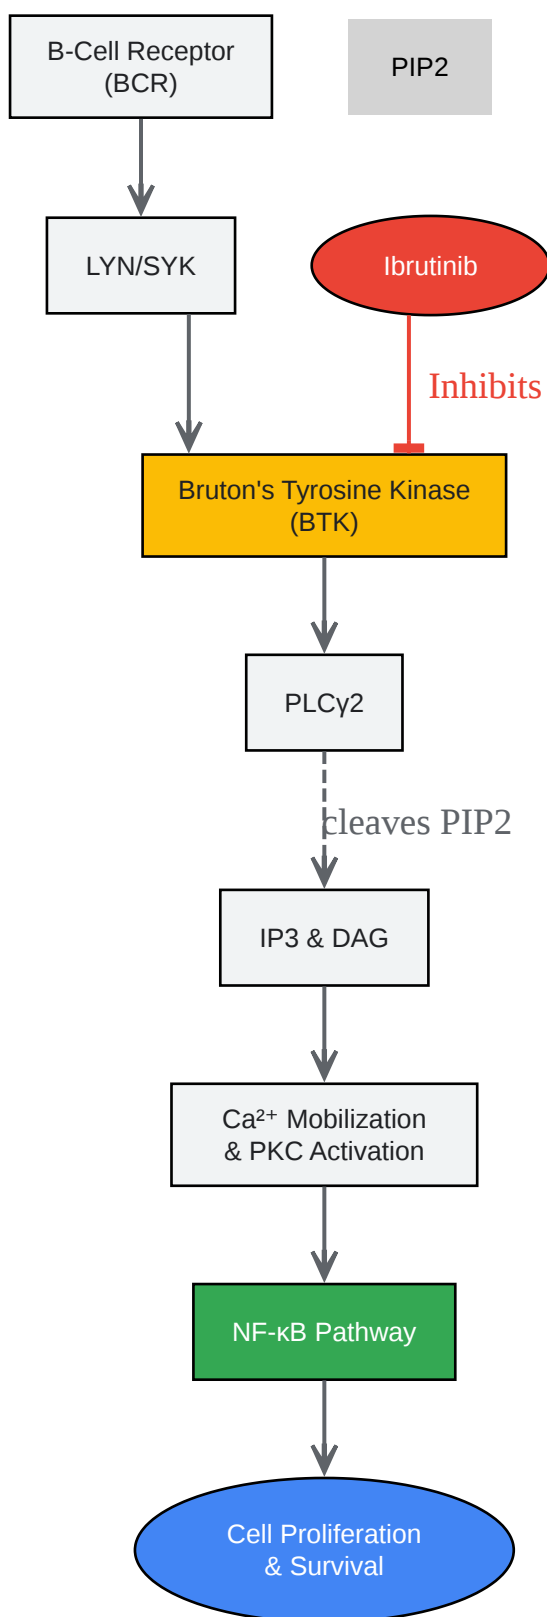 B-Cell Receptor
(BCR)
PIP2
LYN/SYK
Ibrutinib
Inhibits
Bruton's Tyrosine Kinase
(BTK)
PLCγ2
cleaves PIP2
IP3 & DAG
Ca²⁺ Mobilization
& PKC Activation
NF-κB Pathway
Cell Proliferation
& Survival